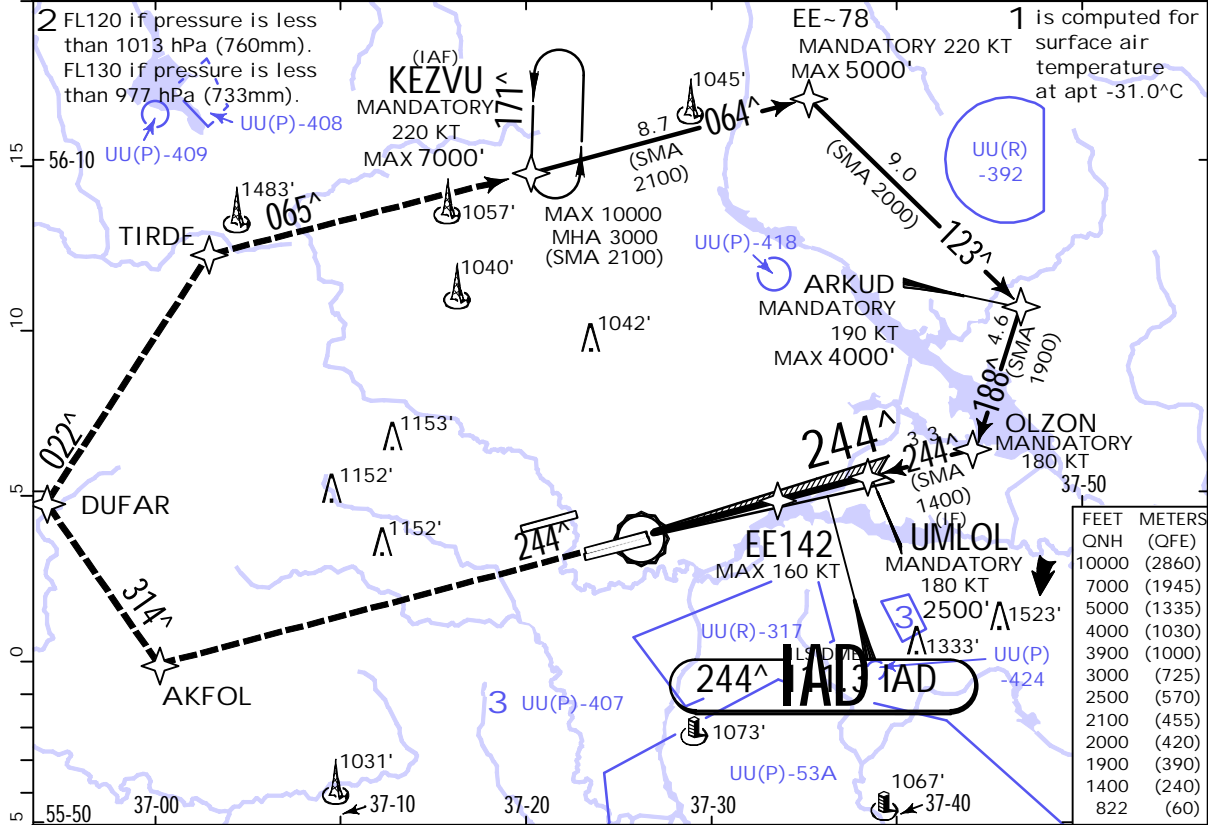 2 FL120 if pressure is less
than 1013 hPa (760mm).
FL130 if pressure is less
than 977 hPa (733mm).
1 is computed for
surface air
temperature
at apt -31.0^C
EE~78
MANDATORY 220 KT
MAX 5000'
(IAF)
KEZVU
MANDATORY
220 KT
MAX 7000'
171^
1045'
8.7
064^
(SMA
2100)
UU(P)-408
UU(P)-409
15
56-10
9.0
(SMA 2000)
UU(R)
-392
1483'
065^
1057'
TIRDE
MAX 10000
MHA 3000
(SMA 2100)
UU(P)-418
123^
1040'
ARKUD
MANDATORY
190 KT
MAX 4000'
10
1042'
4.6
(SMA
1900)
188^
1153'
244^
OLZON
MANDATORY
180 KT
3.3
244^
(SMA
1400)
022^
1152'
5
37-50
DUFAR
(IF)
1152'
244^
EE142
MAX 160 KT
UMLOL
MANDATORY
180 KT
2500'
314^
1523'
3
UU(R)-317
1333'
0
UU(P)
-424
AKFOL
244^
IAD
IAD
3 UU(P)-407
1073'
1031'
UU(P)-53A
1067'
5
55-50
37-00
37-10
37-20
37-30
37-40
FEET METERS
QNH (QFE)
10000 (2860)
7000 (1945)
5000 (1335)
4000 (1030)
3900 (1000)
3000 (725)
2500 (570)
2100 (455)
2000 (420)
1900 (390)
1400 (240)
822 (60)